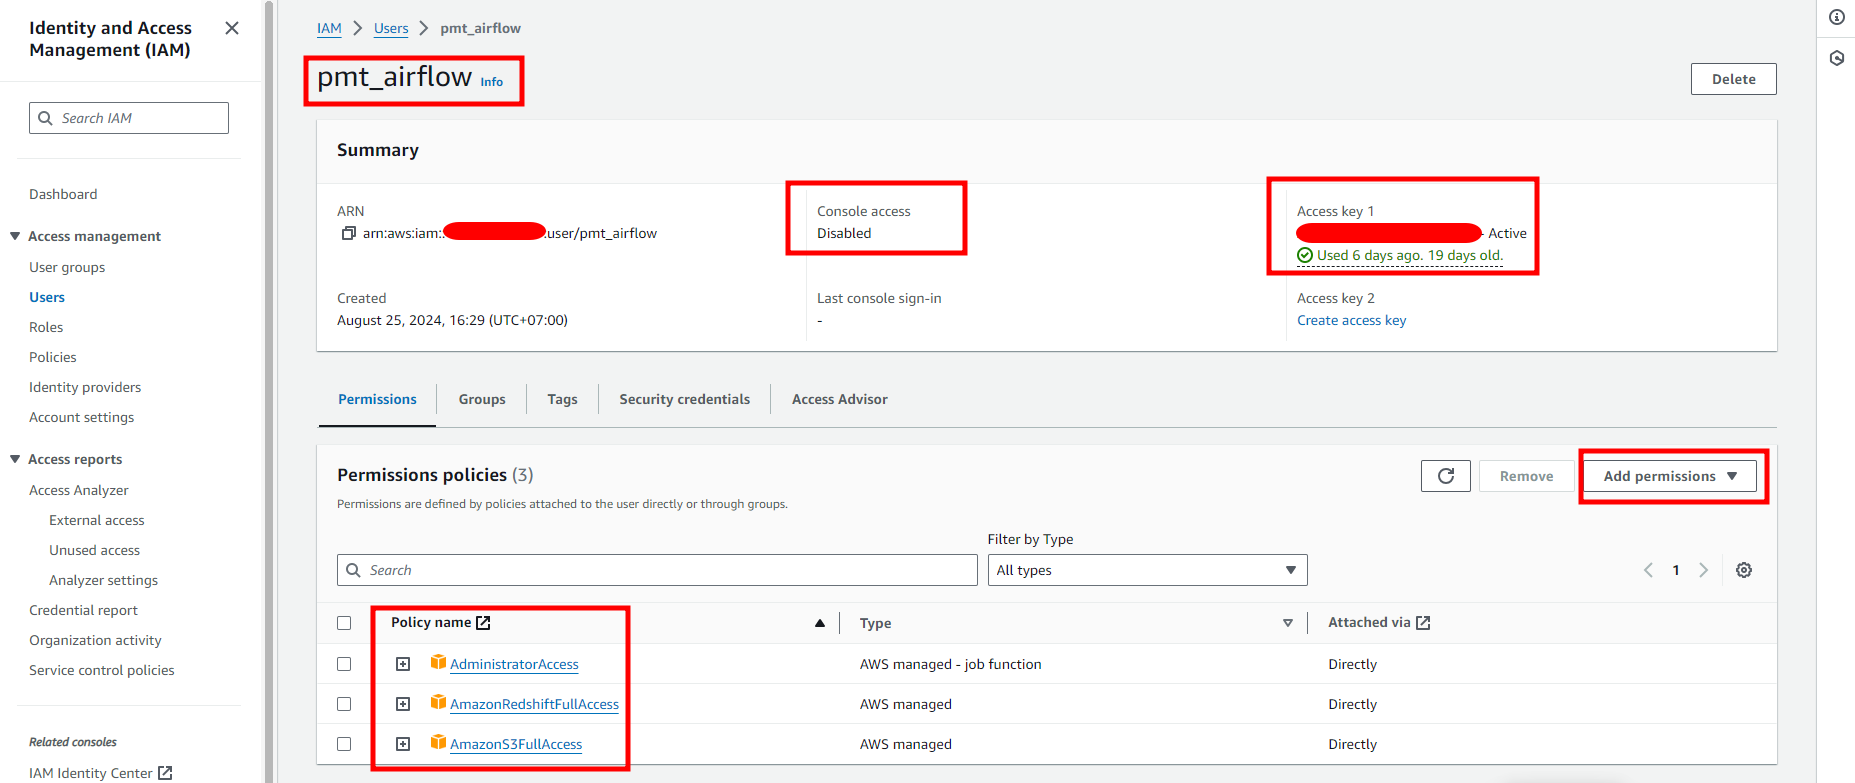 Identity and Access
Management (IAM)
Search IAM
Dashboard
Access management
User groups
Users
Roles
Policies
Identity providers
Account settings
Access reports
Access Analyzer
External access
Unused access
Analyzer settings
Credential report
Organization activity
Service control policies
Related consoles
IAM Identity Center
IAM Users pmt_airflow
pmt_airflow Info
Delete
Summary
ARN
arn:aws:iam:: :user/pmt_airflow
Console access
Disabled
Access key 1
- Active
Used 6 days ago. 19 days old.
Created
August 25, 2024, 16:29 (UTC+07:00)
Last console sign-in
-
Access key 2
Create access key
Permissions Groups Tags Security credentials Access Advisor
Permissions policies (3)
Remove
Add permissions
Permissions are defined by policies attached to the user directly or through groups.
Filter by Type
Search
All types
1
Policy name Type Attached via
AdministratorAccess AWS managed - job function Directly
AmazonRedshiftFullAccess AWS managed Directly
AmazonS3FullAccess AWS managed Directly